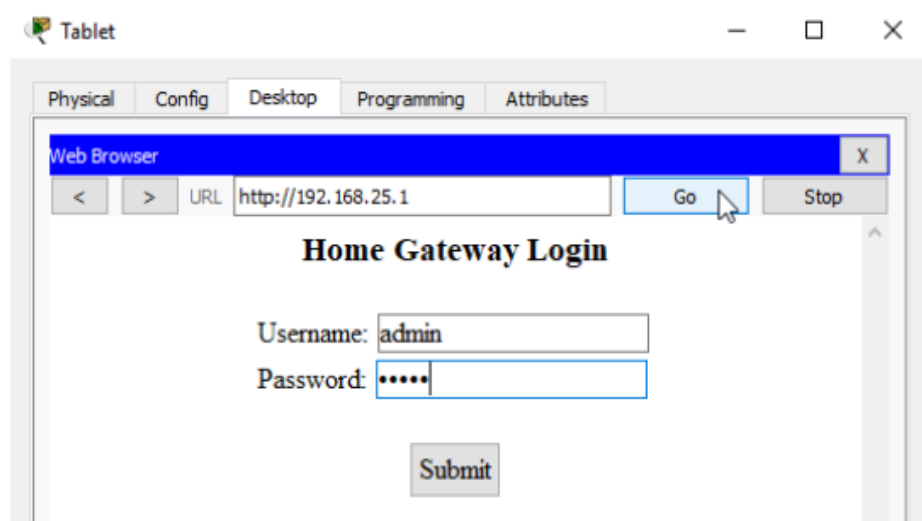 Tablet
Physical Config Desktop Programming Attributes
Web Browser X
< > URL http://192.168.25.1 Go Stop
Home Gateway Login
Username: admin
Password: •••••
Submit